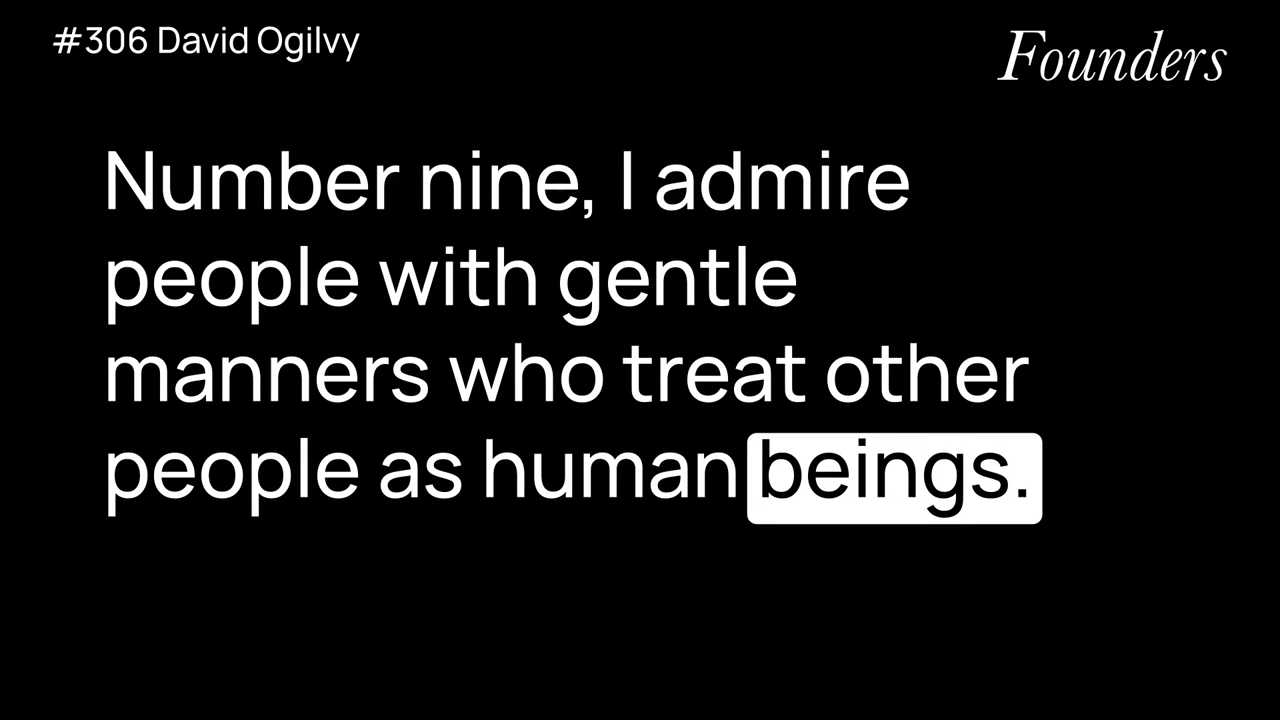 #306 David Ogilvy
Founders
Number nine, I admire
people with gentle
manners who treat other
people as human beings.